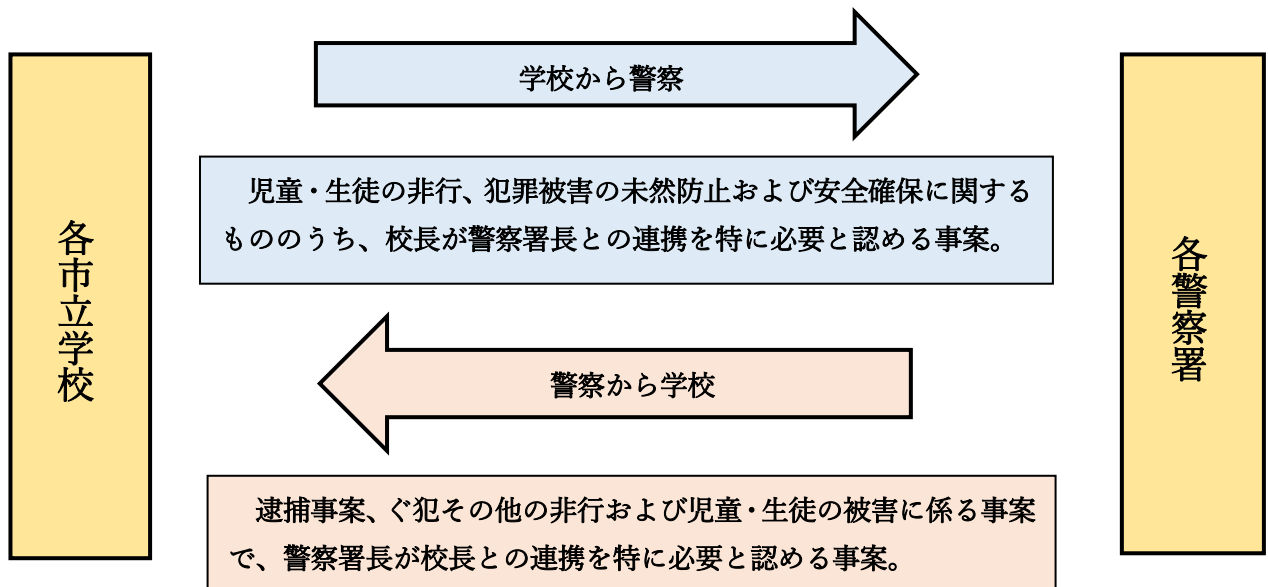 各市立学校
学校から警察
児童・生徒の非行、犯罪被害の未然防止および安全確保に関する
もののうち、校長が警察署長との連携を特に必要と認める事案。
警察から学校
逮捕事案、ぐ犯その他の非行および児童・生徒の被害に係る事案
で、警察署長が校長との連携を特に必要と認める事案。
各警察署